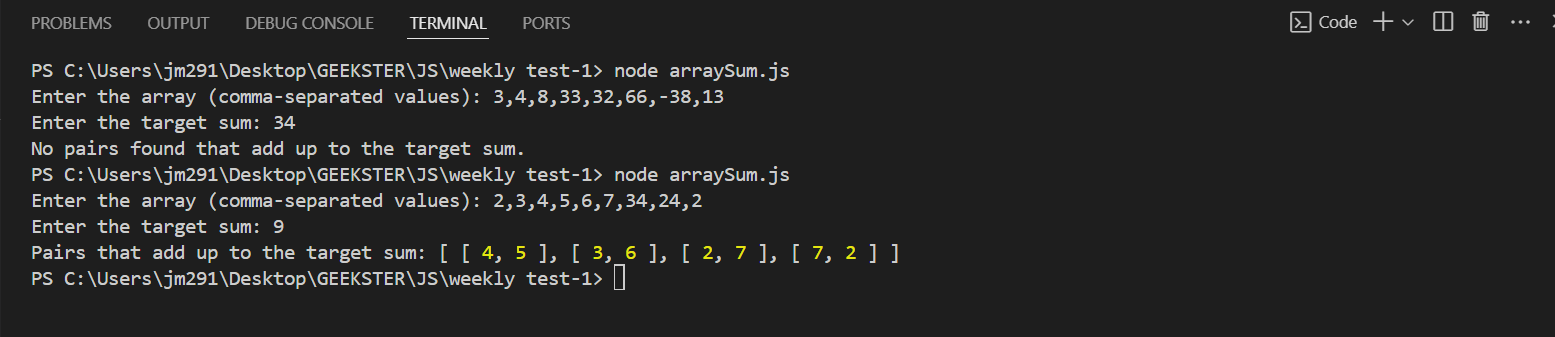 PROBLEMS OUTPUT DEBUG CONSOLE TERMINAL PORTS Code
PS C:\Users\jm291\Desktop\GEEKSTER\JS\weekly test-1> node arraySum.js
Enter the array (comma-separated values): 3,4,8,33,32,66,-38,13
Enter the target sum: 34
No pairs found that add up to the target sum.
PS C:\Users\jm291\Desktop\GEEKSTER\JS\weekly test-1> node arraySum.js
Enter the array (comma-separated values): 2,3,4,5,6,7,34,24,2
Enter the target sum: 9
Pairs that add up to the target sum: [ [ 4, 5 ], [ 3, 6 ], [ 2, 7 ], [ 7, 2 ] ]
PS C:\Users\jm291\Desktop\GEEKSTER\JS\weekly test-1>